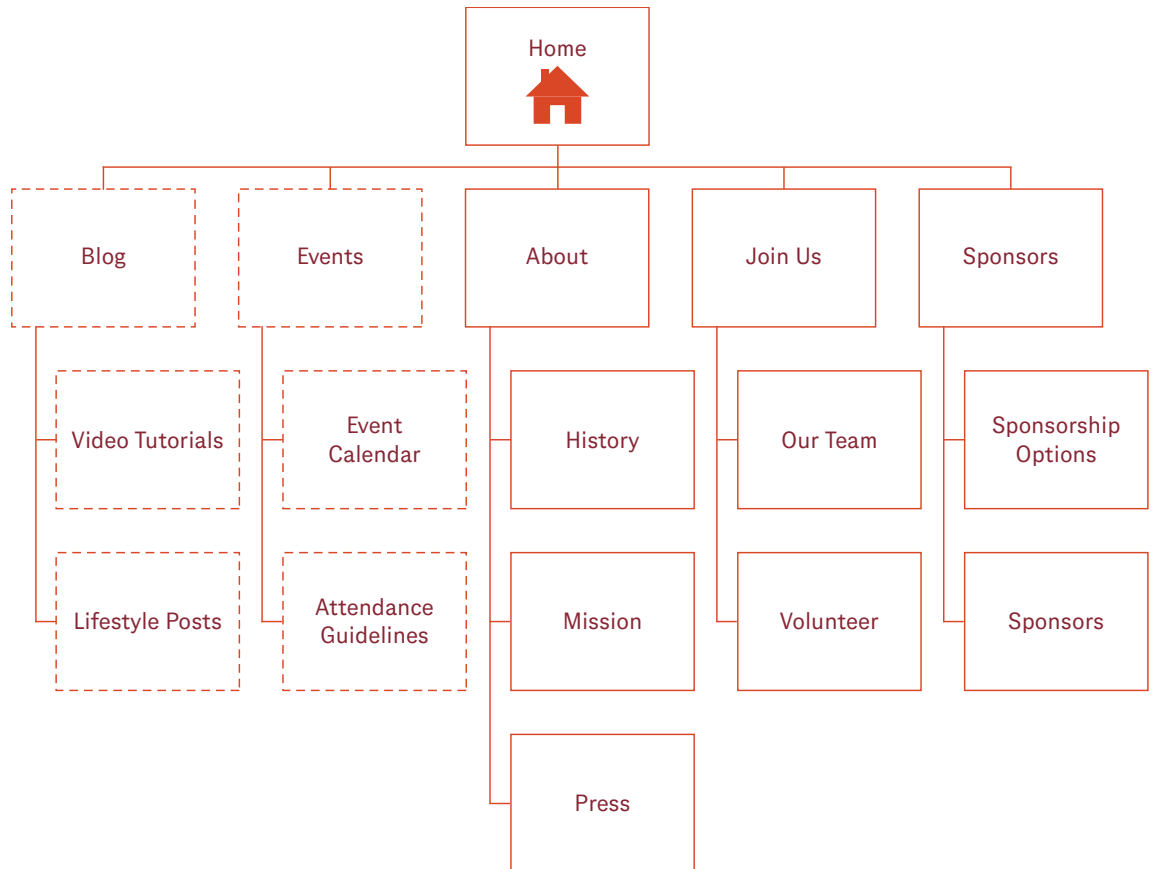 Home
Blog
Events
About
Join Us
Sponsors
Video Tutorials
Event
Calendar
History
Our Team
Sponsorship
Options
Lifestyle Posts
Attendance
Guidelines
Mission
Volunteer
Sponsors
Press